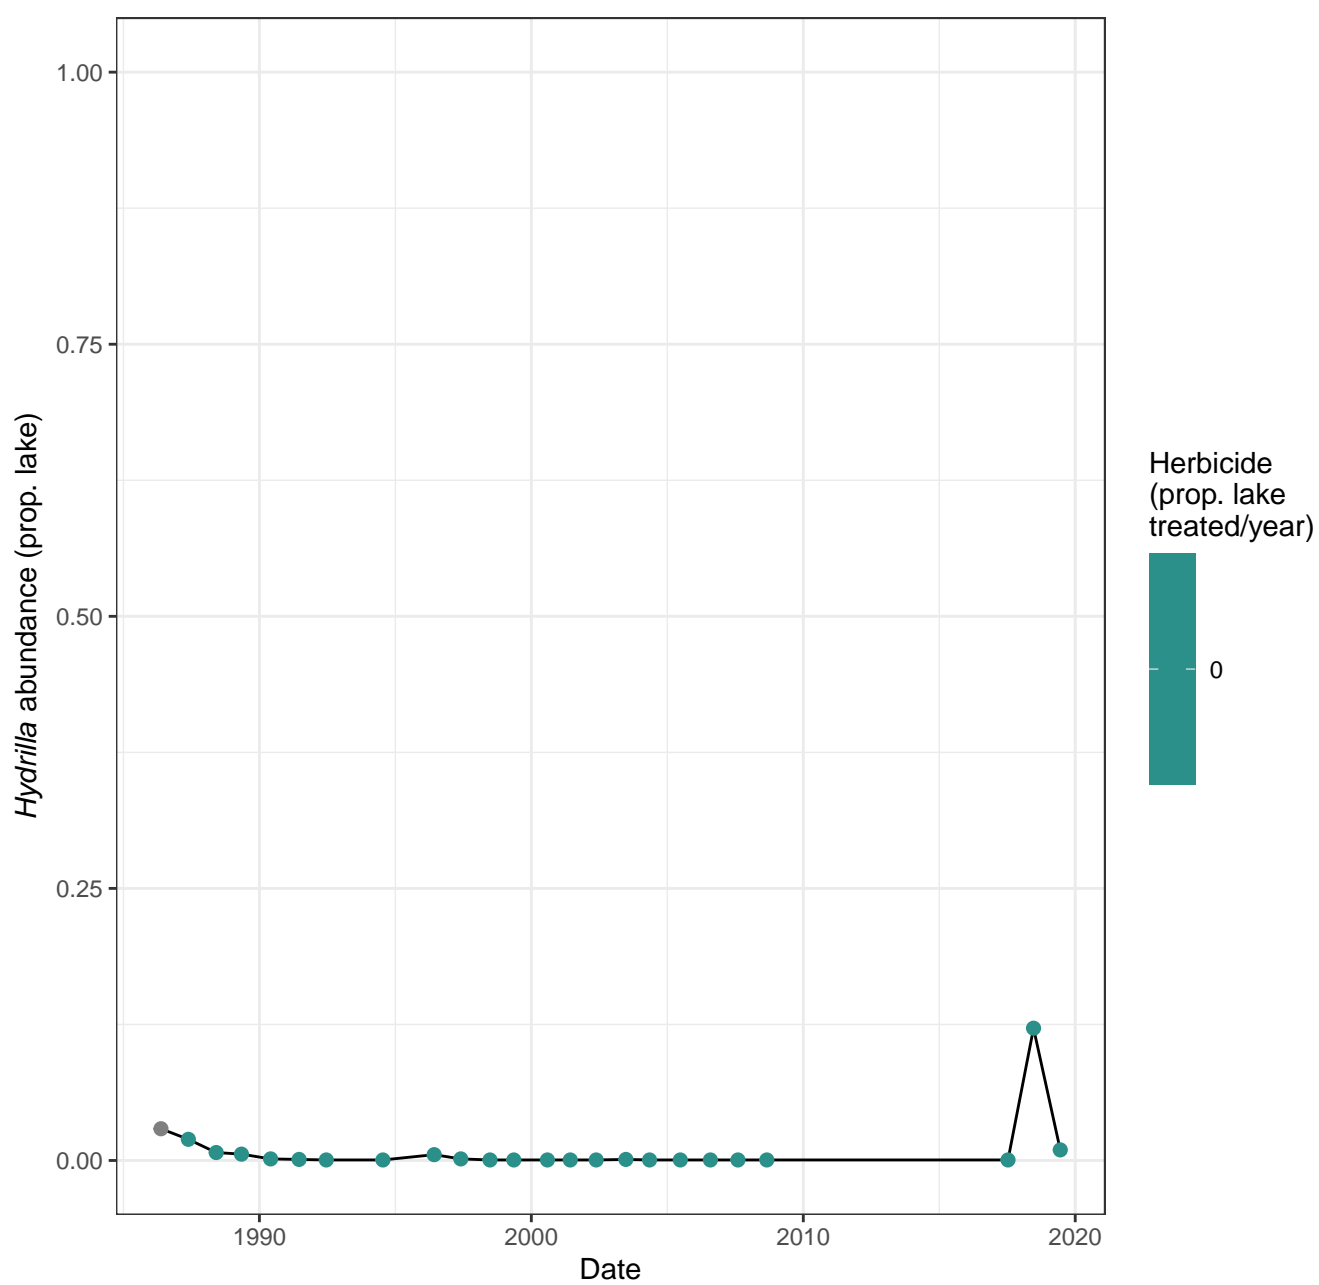 1.00
0.75
0.50
0.25
0.00
Hydrilla abundance (prop. lake)
1990
2000
2010
2020
Date
Herbicide
(prop. lake
treated/year)
0